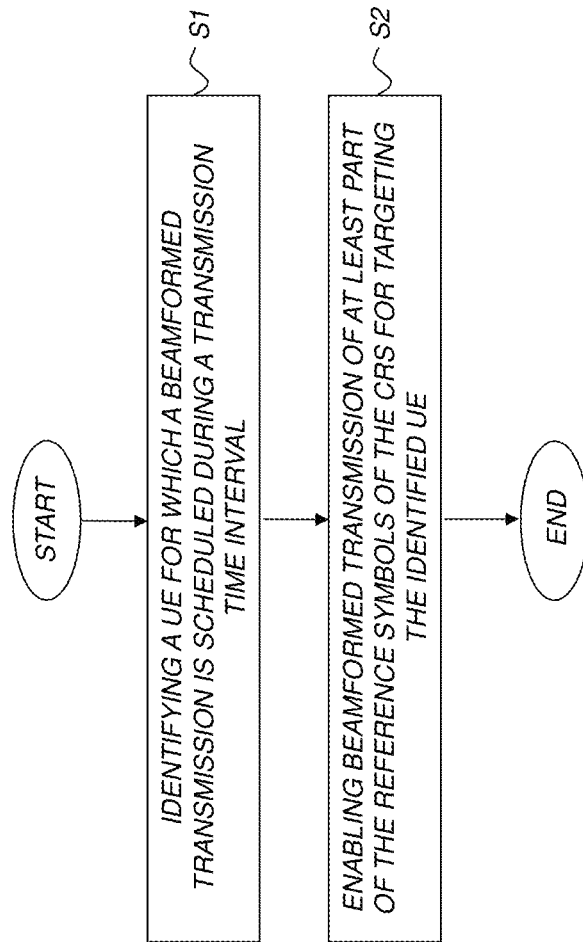 START
IDENTIFYING A UE FOR WHICH A BEAMFORMED
TRANSMISSION IS SCHEDULED DURING A TRANSMISSION
TIME INTERVAL
S1
ENABLING BEAMFORMED TRANSMISSION OF AT LEAST PART
OF THE REFERENCE SYMBOLS OF THE CRS FOR TARGETING
THE IDENTIFIED UE
S2
END